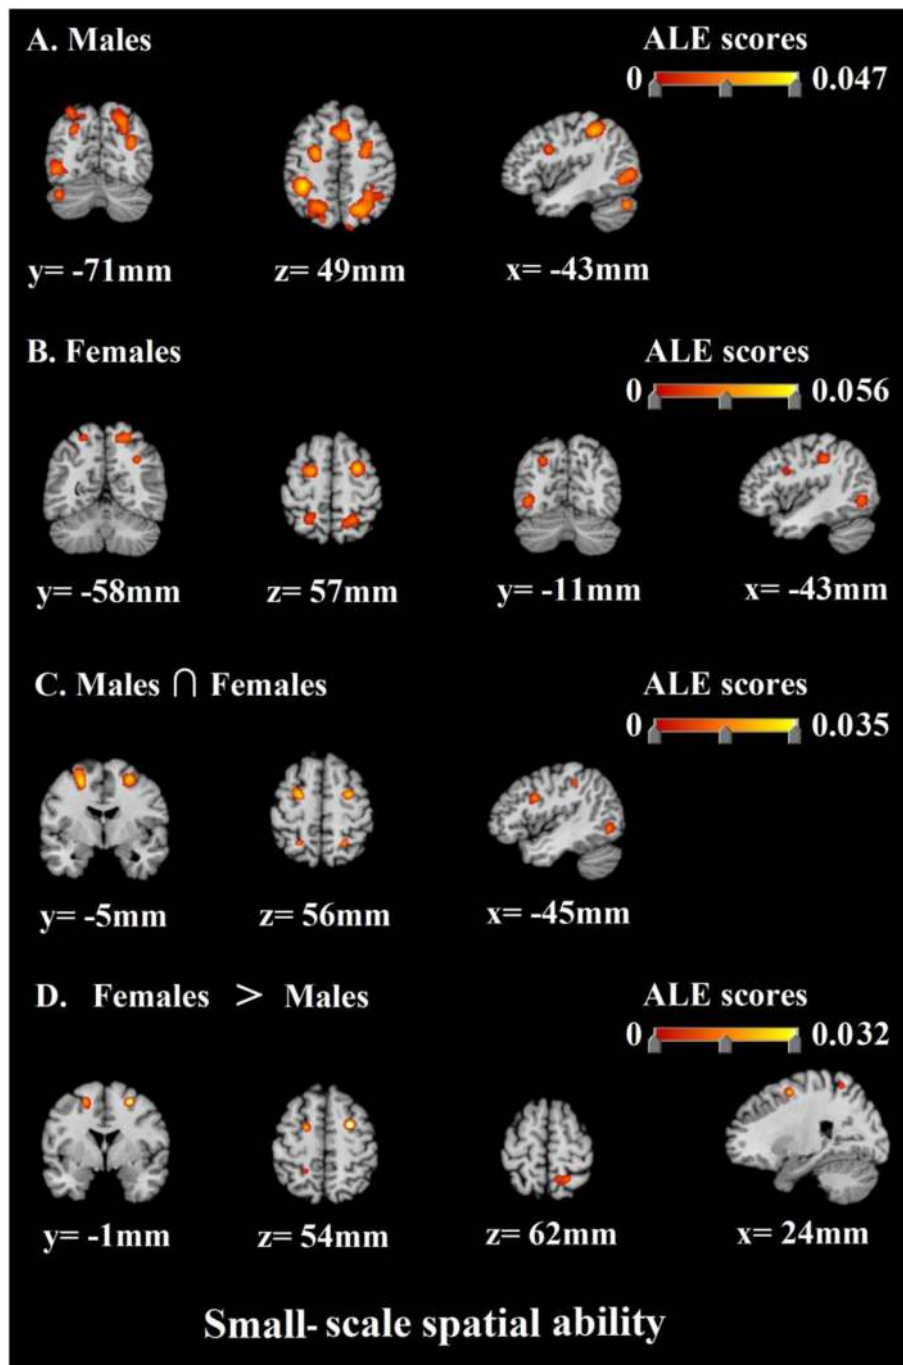 A. Males
ALE scores
0 0.047
y= -71mm z= 49mm x= -43mm
B. Females
ALE scores
0 0.056
y= -58mm z= 57mm y= -11mm x= -43mm
C. Males ∩ Females
ALE scores
0 0.035
y= -5mm z= 56mm x= -45mm
D. Females > Males
ALE scores
0 0.032
y= -1mm z= 54mm z= 62mm x= 24mm
Small- scale spatial ability